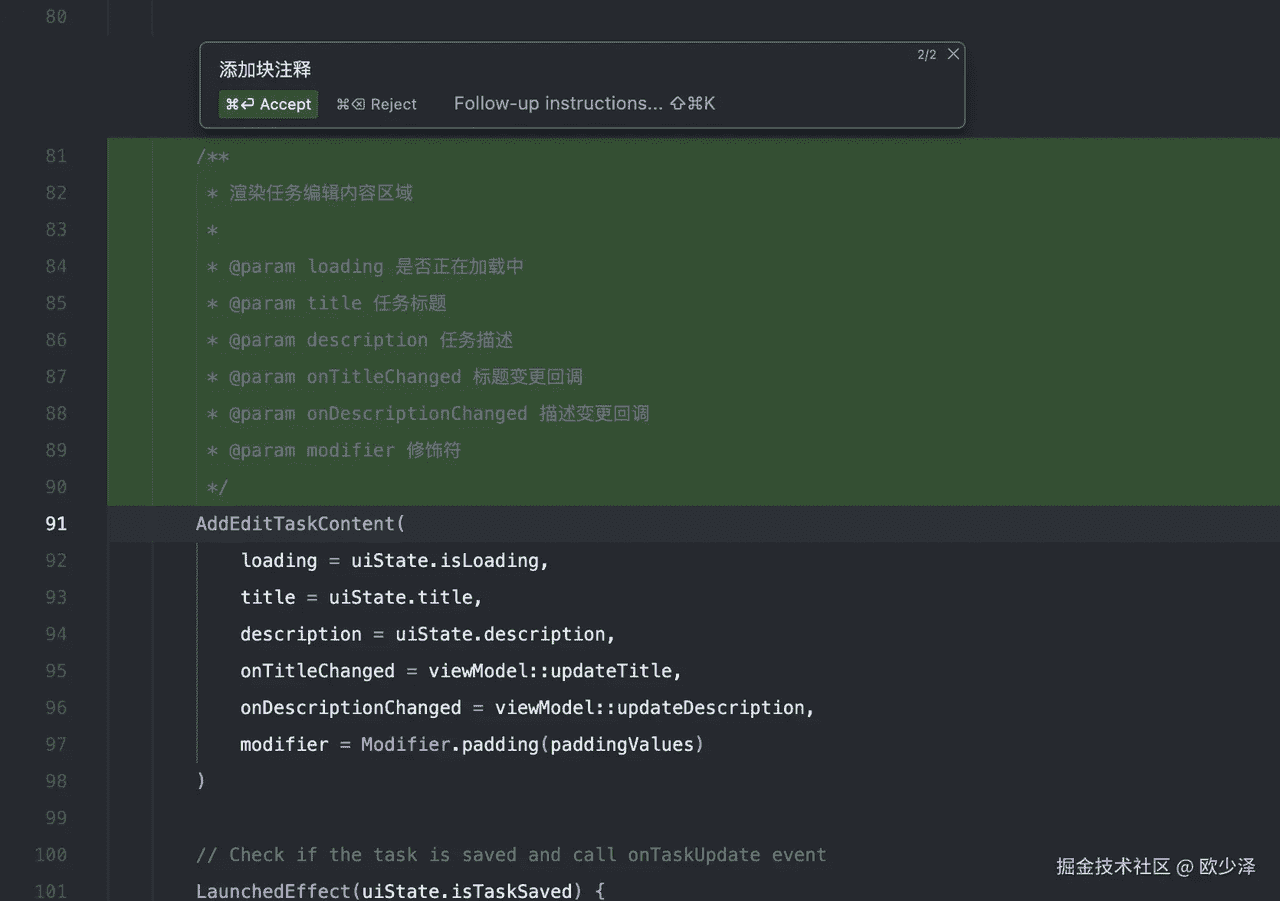 80
添加块注释
2/2
⌘⏎ Accept ⌘⌫ Reject Follow-up instructions... ⇧⌘K
81 /**
82 * 渲染任务编辑内容区域
83 *
84 * @param loading 是否正在加载中
85 * @param title 任务标题
86 * @param description 任务描述
87 * @param onTitleChanged 标题变更回调
88 * @param onDescriptionChanged 描述变更回调
89 * @param modifier 修饰符
90 */
91 AddEditTaskContent(
92 loading = uiState.isLoading,
93 title = uiState.title,
94 description = uiState.description,
95 onTitleChanged = viewModel::updateTitle,
96 onDescriptionChanged = viewModel::updateDescription,
97 modifier = Modifier.padding(paddingValues)
98 )
99
100 // Check if the task is saved and call onTaskUpdate event
101 LaunchedEffect(uiState.isTaskSaved) {
掘金技术社区 @ 欧少泽